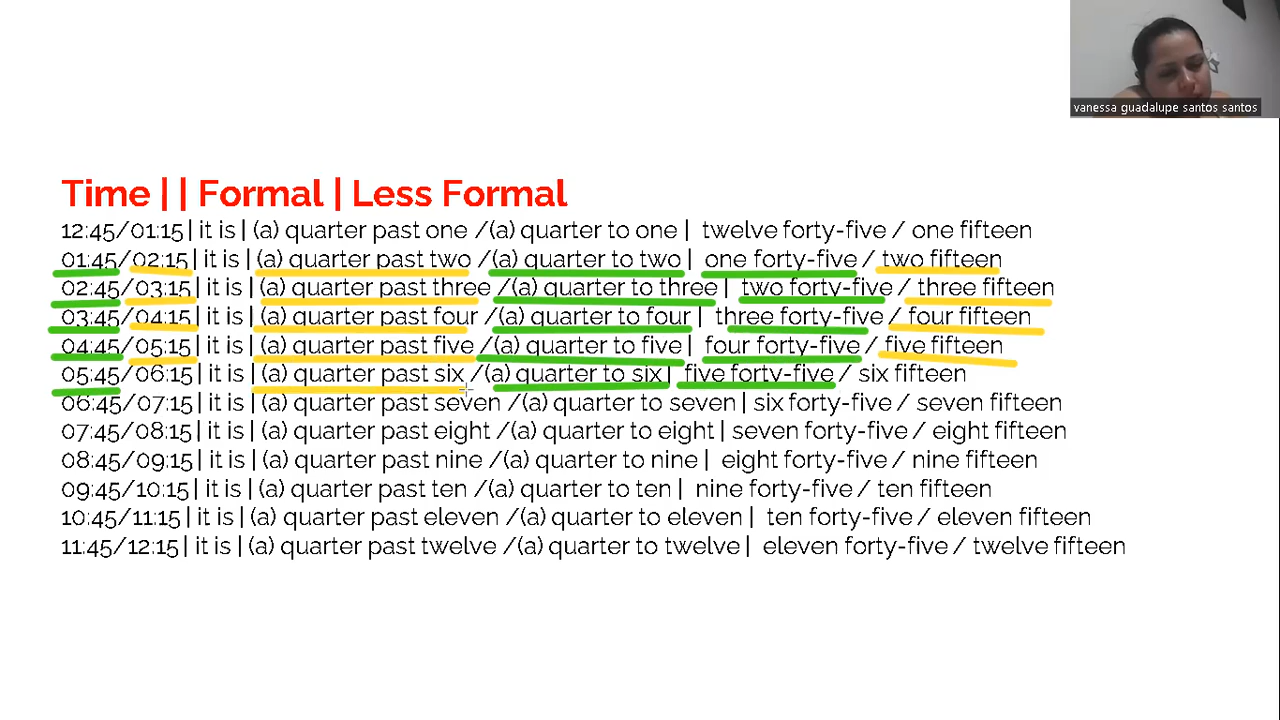 vanessa guadalupe santos santos
Time | | Formal | Less Formal
12:45/01:15 | it is | (a) quarter past one /(a) quarter to one | twelve forty-five / one fifteen
01:45/02:15 | it is | (a) quarter past two /(a) quarter to two | one forty-five / two fifteen
02:45/03:15 | it is | (a) quarter past three /(a) quarter to three | two forty-five / three fifteen
03:45/04:15 | it is | (a) quarter past four /(a) quarter to four | three forty-five / four fifteen
04:45/05:15 | it is | (a) quarter past five /(a) quarter to five | four forty-five / five fifteen
05:45/06:15 | it is | (a) quarter past six /(a) quarter to six | five forty-five / six fifteen
06:45/07:15 | it is | (a) quarter past seven /(a) quarter to seven | six forty-five / seven fifteen
07:45/08:15 | it is | (a) quarter past eight /(a) quarter to eight | seven forty-five / eight fifteen
08:45/09:15 | it is | (a) quarter past nine /(a) quarter to nine | eight forty-five / nine fifteen
09:45/10:15 | it is | (a) quarter past ten /(a) quarter to ten | nine forty-five / ten fifteen
10:45/11:15 | it is | (a) quarter past eleven /(a) quarter to eleven | ten forty-five / eleven fifteen
11:45/12:15 | it is | (a) quarter past twelve /(a) quarter to twelve | eleven forty-five / twelve fifteen